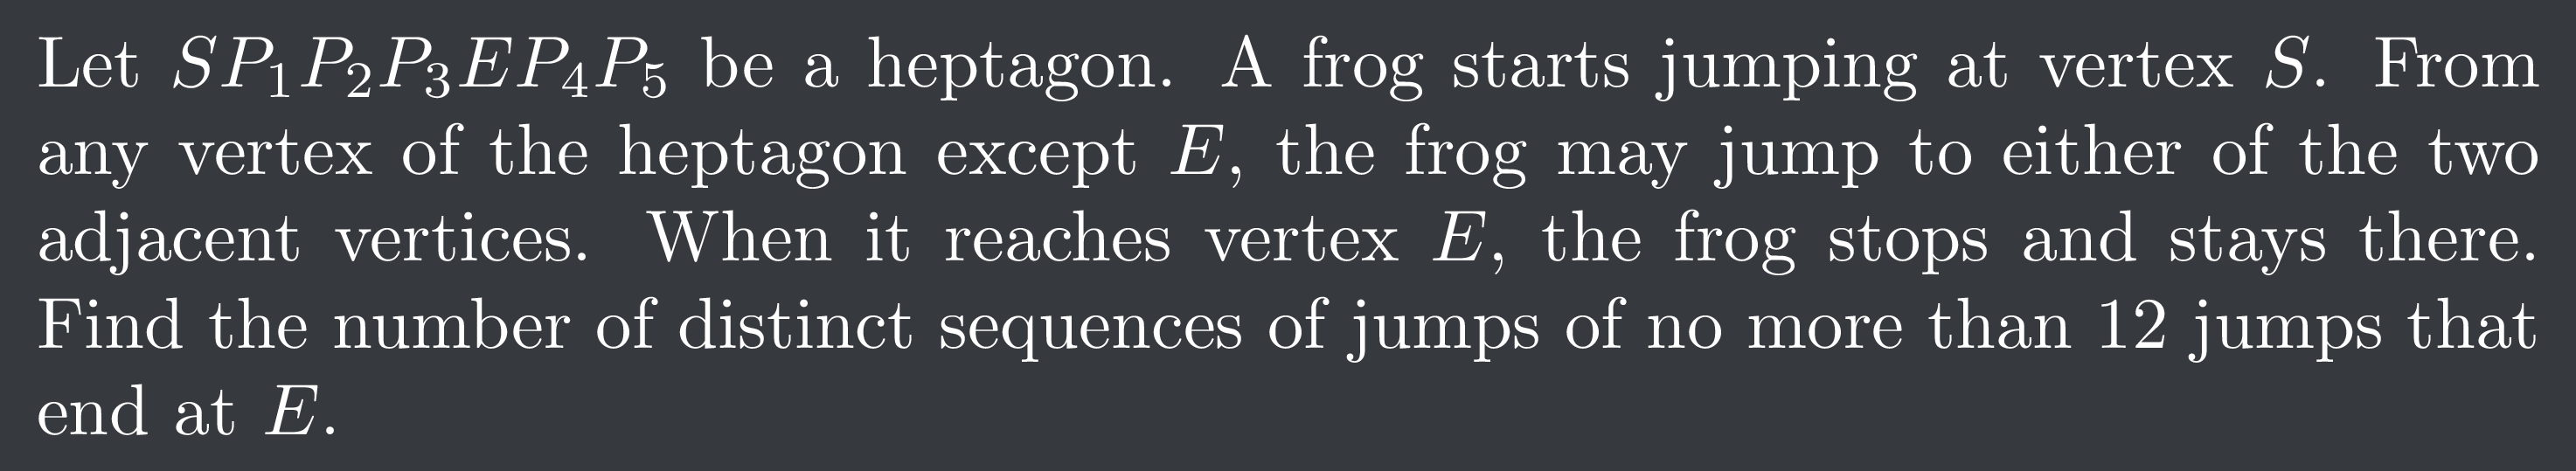 Let $SP_1P_2P_3EP_4P_5$ be a heptagon. A frog starts jumping at vertex $S$. From
any vertex of the heptagon except $E$, the frog may jump to either of the two
adjacent vertices. When it reaches vertex $E$, the frog stops and stays there.
Find the number of distinct sequences of jumps of no more than 12 jumps that
end at $E$.